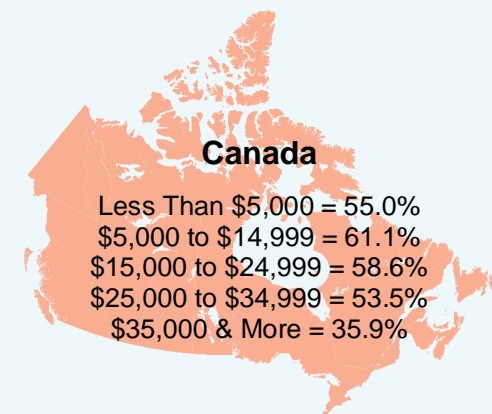 Canada
Less Than $5,000 = 55.0%
$5,000 to $14,999 = 61.1%
$15,000 to $24,999 = 58.6%
$25,000 to $34,999 = 53.5%
$35,000 & More = 35.9%